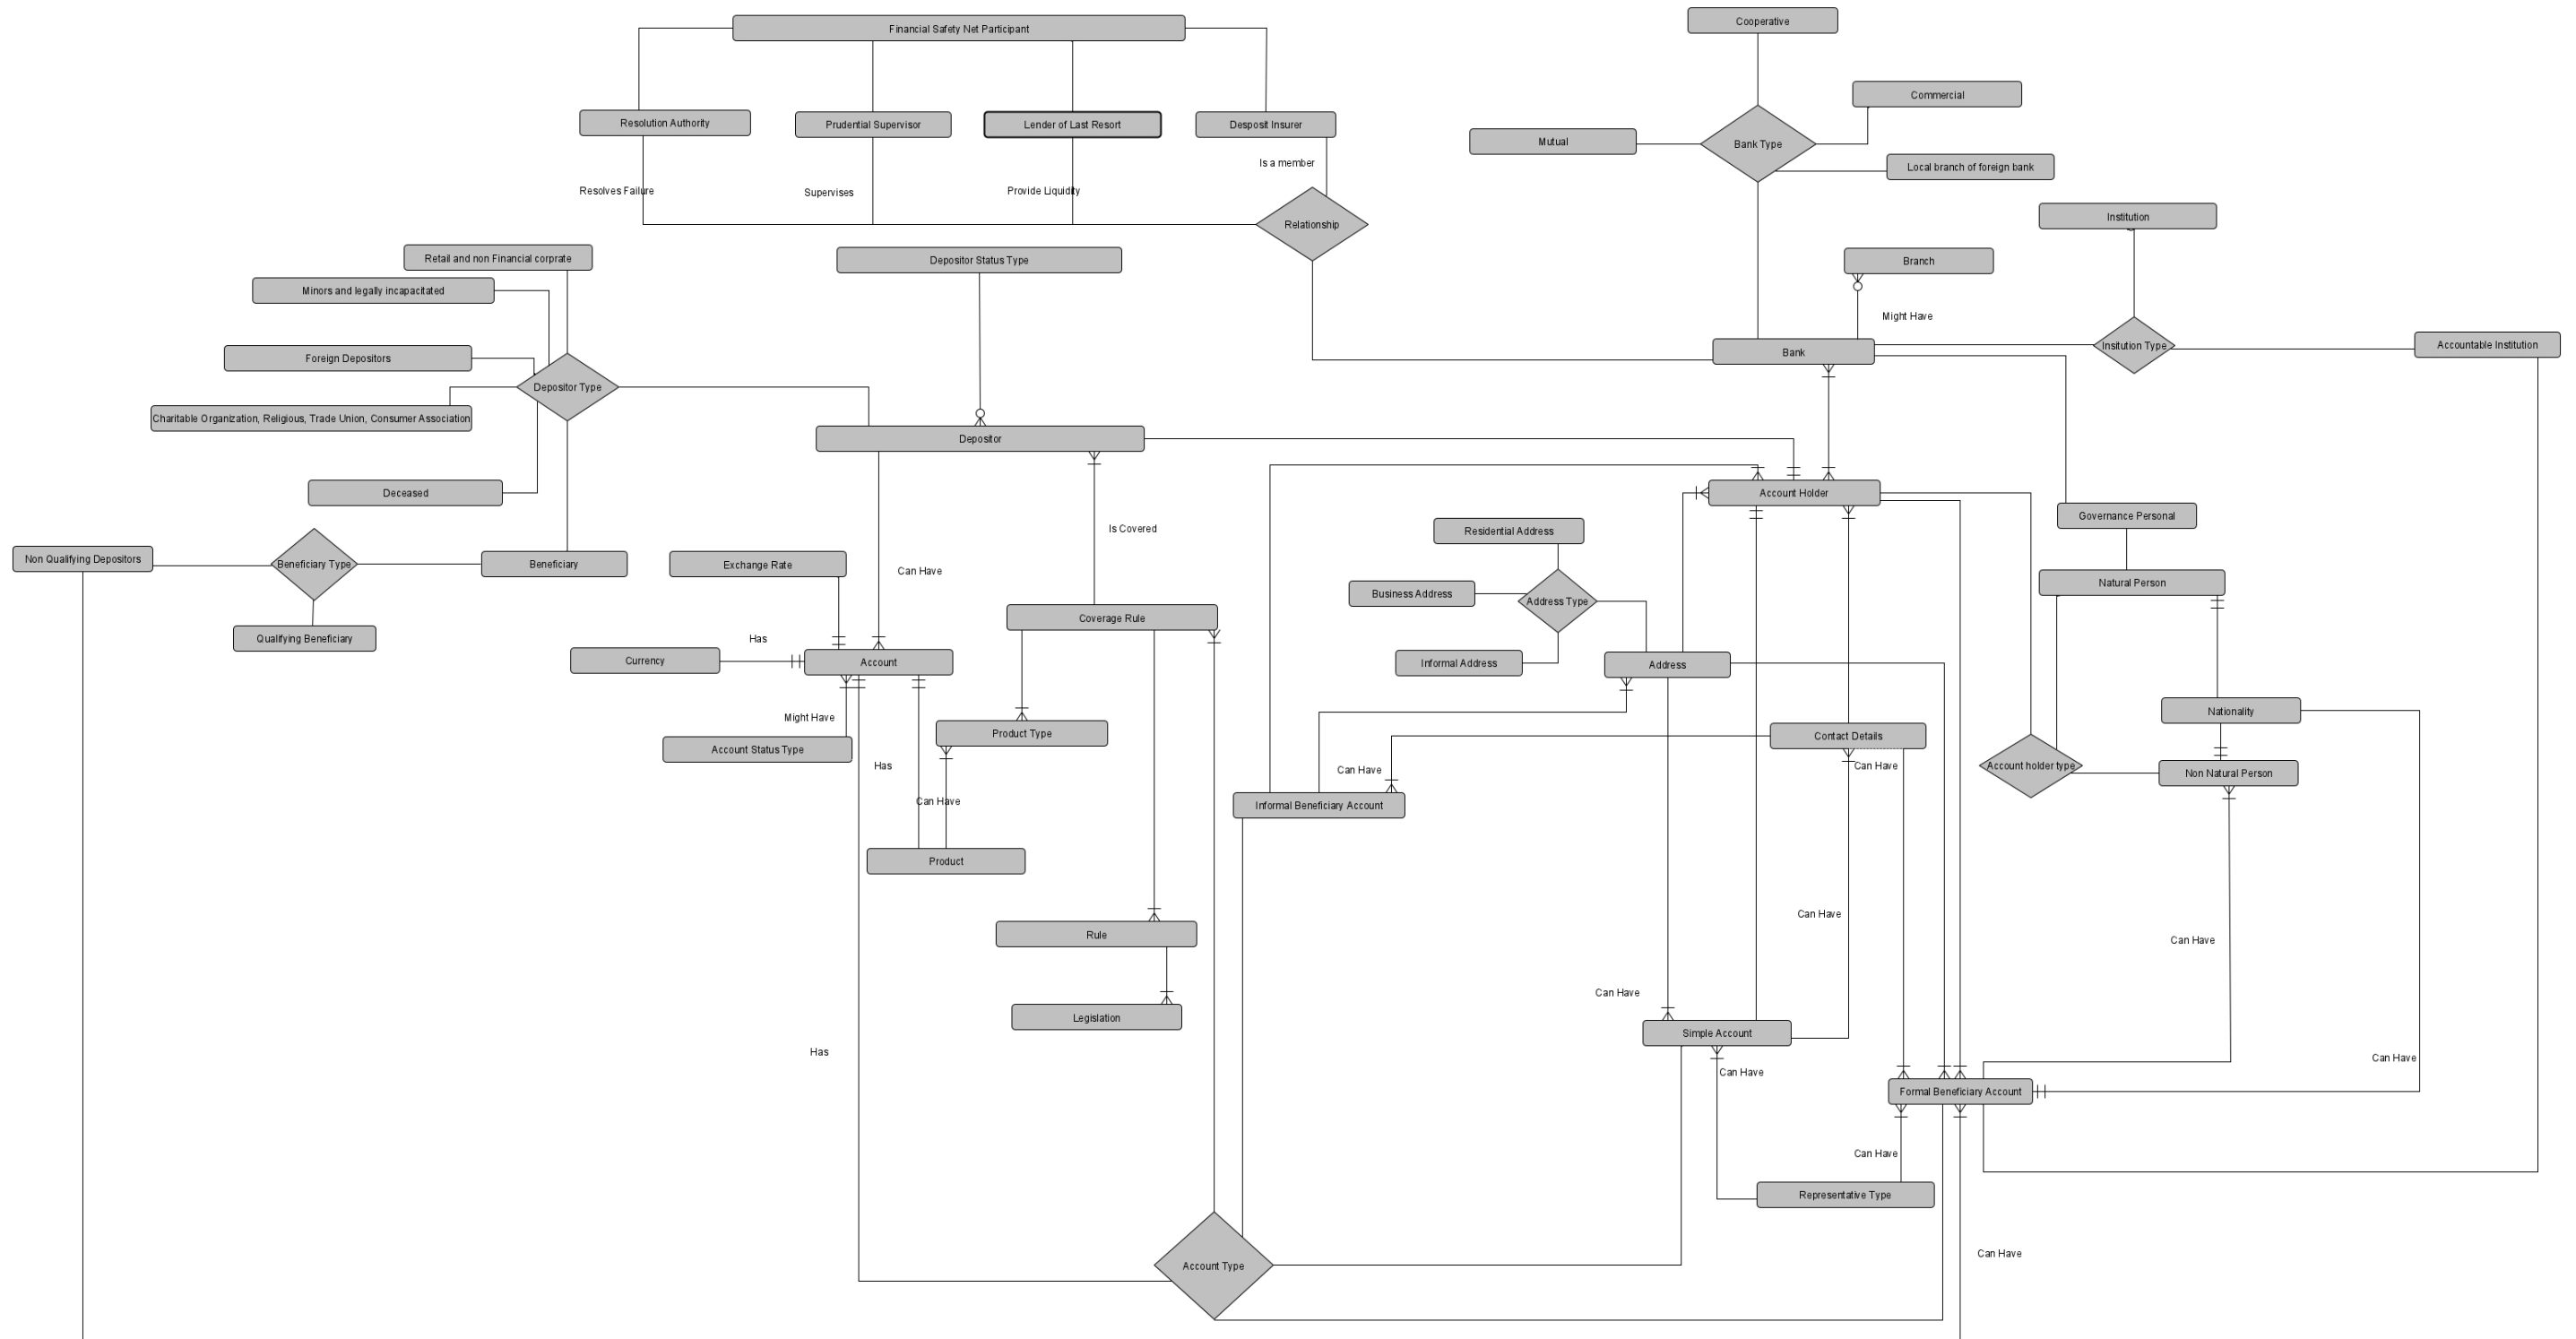 Cooperative
Financial Safety Net Participant
Commercial
Resolution Authority
Prudential Supervisor
Lender of Last Resort
Desposit Insurer
Mutual
Bank Type
Is a member
Local branch of foreign bank
Resolves Failure
Supervises
Provide Liquidity
Institution
Relationship
Retail and non Financial corprate
Depositor Status Type
Branch
Minors and legally incapacitated
Might Have
Foreign Depositors
Bank
Insitution Type
Accountable Institution
Depositor Type
Charitable Organization, Religious, Trade Union, Consumer Association
Depositor
Deceased
Account Holder
Governance Personal
Is Covered
Residential Address
Non Qualifying Depositors
Beneficiary Type
Beneficiary
Exchange Rate
Can Have
Business Address
Address Type
Natural Person
Coverage Rule
Qualifying Beneficiary
Has
Currency
Account
Informal Address
Address
Nationality
Might Have
Product Type
Contact Details
Account Status Type
Has
Can Have
Can Have
Account holder type
Non Natural Person
Can Have
Informal Beneficiary Account
Product
Can Have
Rule
Can Have
Can Have
Legislation
Simple Account
Has
Can Have
Can Have
Formal Beneficiary Account
Can Have
Representative Type
Can Have
Account Type